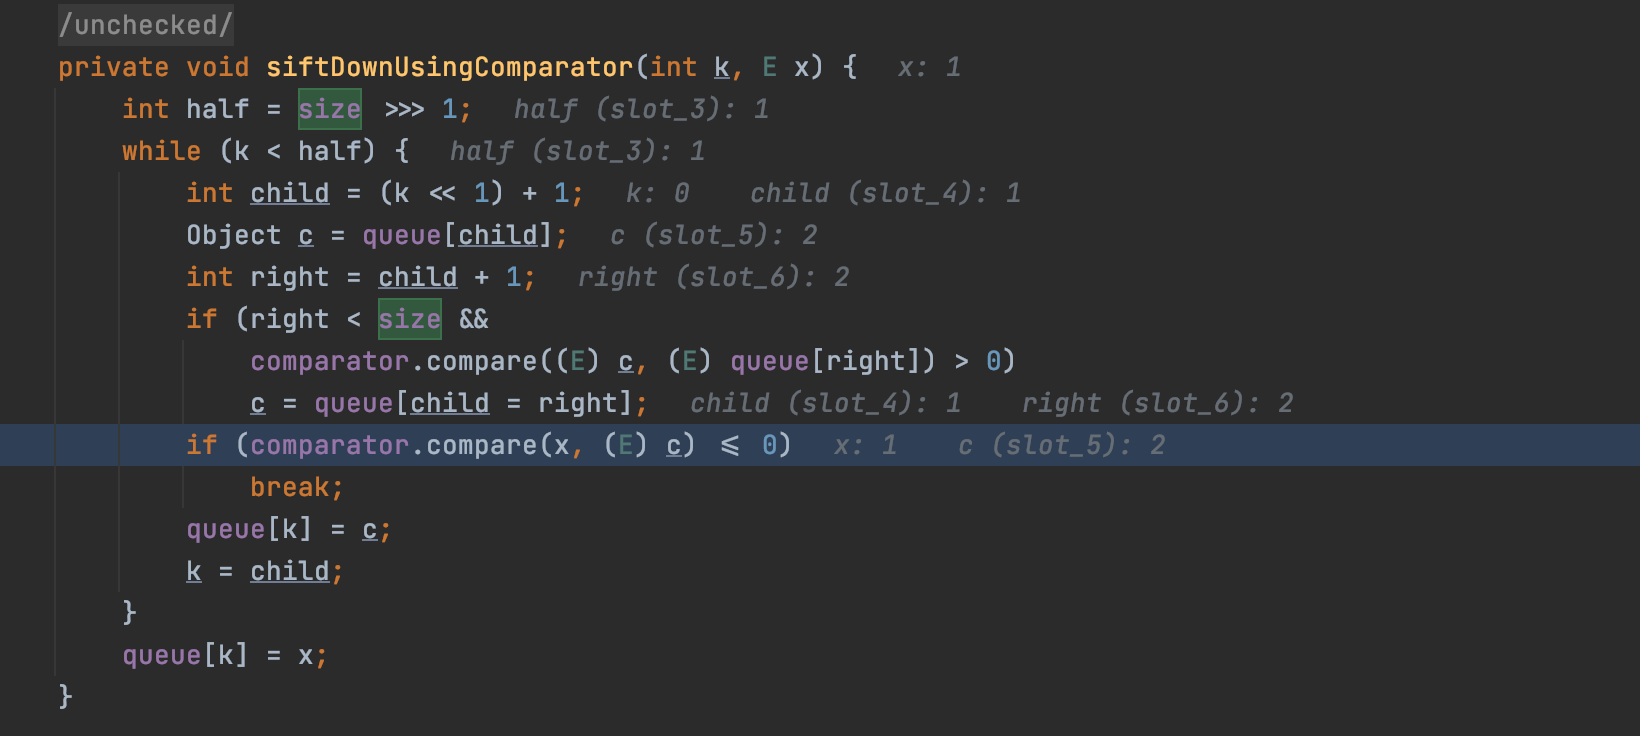 /unchecked/
private void siftDownUsingComparator(int k, E x) {   x: 1
    int half = size >>> 1;   half (slot_3): 1
    while (k < half) {   half (slot_3): 1
        int child = (k << 1) + 1;   k: 0    child (slot_4): 1
        Object c = queue[child];   c (slot_5): 2
        int right = child + 1;   right (slot_6): 2
        if (right < size &&
            comparator.compare((E) c, (E) queue[right]) > 0)
            c = queue[child = right];   child (slot_4): 1    right (slot_6): 2
        if (comparator.compare(x, (E) c) <= 0)   x: 1    c (slot_5): 2
            break;
        queue[k] = c;
        k = child;
    }
    queue[k] = x;
}